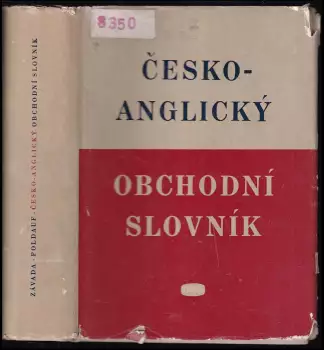 8350
ČESKO-
ANGLICKÝ
OBCHODNÍ
SLOVNÍK
ZÁVADA - POLDAUF • ČESKO-ANGLICKÝ OBCHODNÍ SLOVNÍK